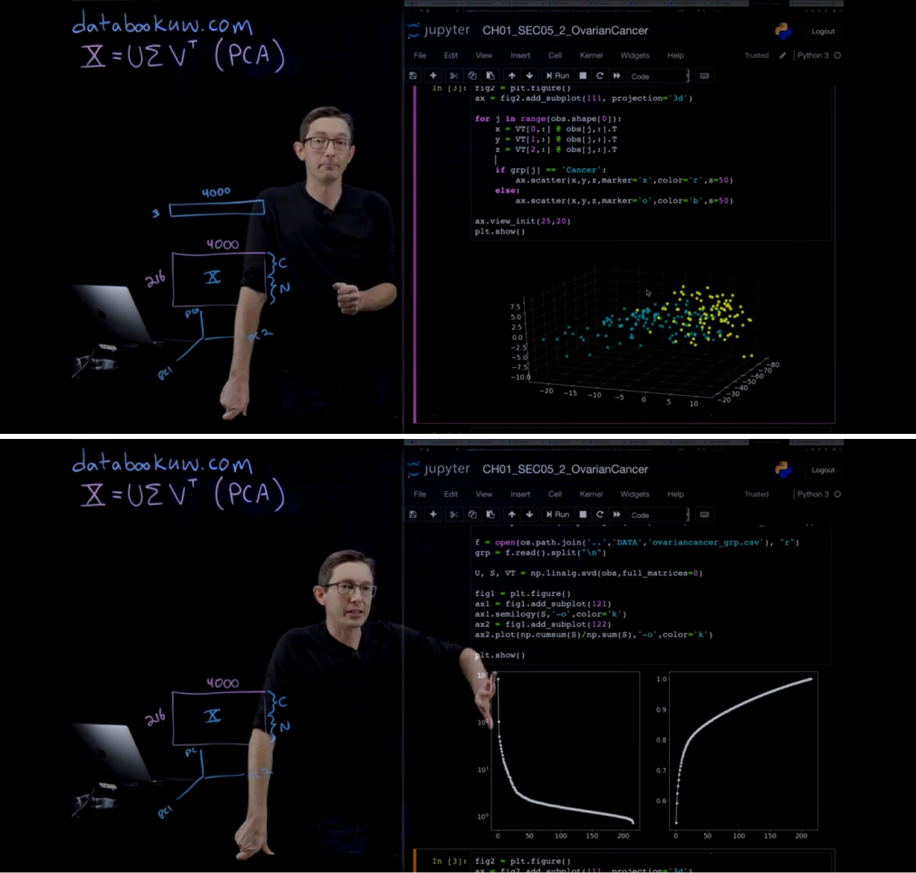 databookuw.com
X = UΣV^T (PCA)
4000
3
4000
216
X
C
N
PC2
PC1
jupyter CH01_SEC05_2_OvarianCancer
Logout
File Edit View Insert Cell Kernel Widgets Help
Trusted Python 3
Run Code
In [3]: fig2 = plt.figure()
ax = fig2.add_subplot(111, projection='3d')
for j in range(obs.shape[0]):
x = VT[0,:] @ obs[j,:].T
y = VT[1,:] @ obs[j,:].T
z = VT[2,:] @ obs[j,:].T
if grp[j] == 'Cancer':
ax.scatter(x,y,z,marker='x',color='r',s=50)
else:
ax.scatter(x,y,z,marker='o',color='b',s=50)
ax.view_init(25,20)
plt.show()
7.5
5.0
2.5
0.0
−2.5
−5.0
−7.5
−10.0
−20 −15 −10 −5 0 5 10
−80
−70
−60
−50
−40
−30
−20
databookuw.com
X = UΣV^T (PCA)
4000
216
X
C
N
PC1
jupyter CH01_SEC05_2_OvarianCancer
Logout
File Edit View Insert Cell Kernel Widgets Help
Trusted Python 3
Run Code
f = open(os.path.join('..','DATA','ovariancancer_grp.csv'), "r")
grp = f.read().split("\n")
U, S, VT = np.linalg.svd(obs,full_matrices=0)
fig1 = plt.figure()
ax1 = fig1.add_subplot(121)
ax1.semilogy(S,'-o',color='k')
ax2 = fig1.add_subplot(122)
ax2.plot(np.cumsum(S)/np.sum(S),'-o',color='k')
plt.show()
10^1
10^0
0 50 100 150 200
1.0
0.9
0.8
0.7
0.6
0 50 100 150 200
In [3]: fig2 = plt.figure()
ax = fig2.add_subplot(111, projection='3d')